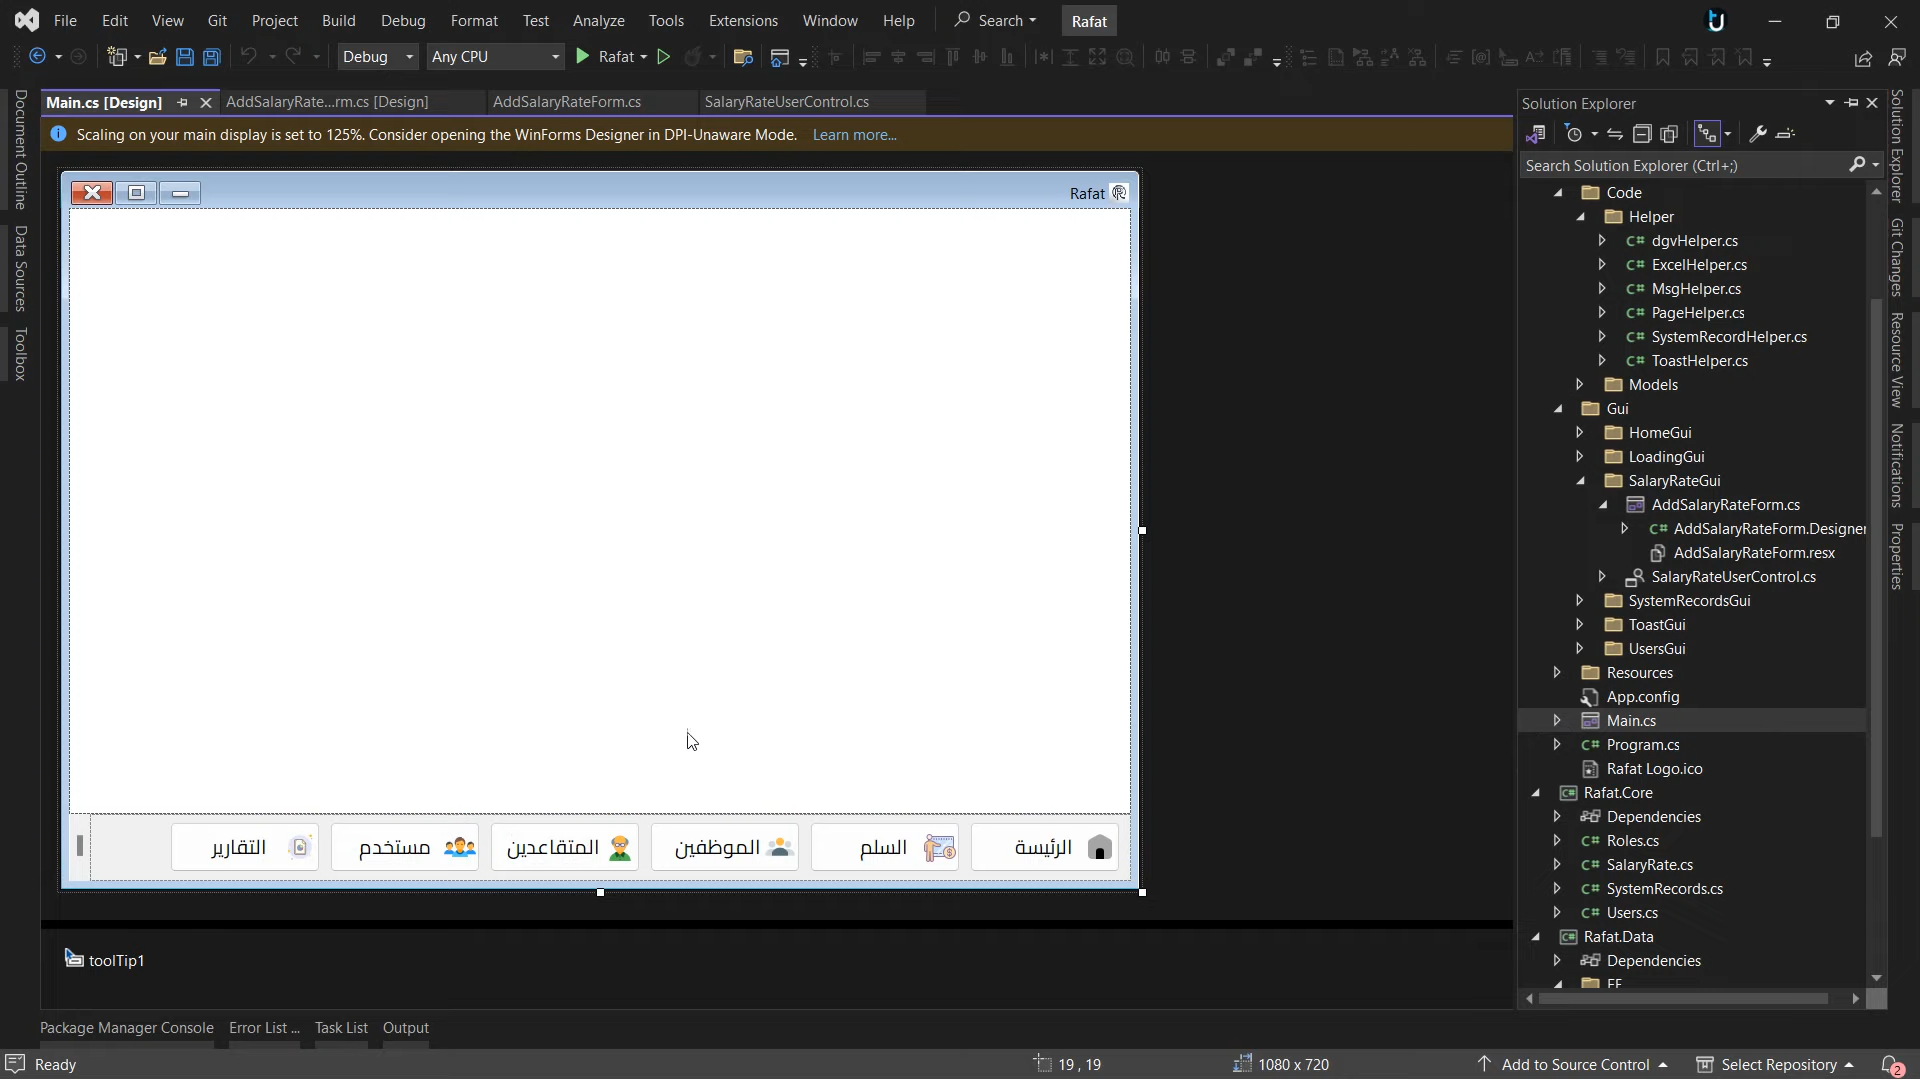 File Edit View Git Project Build Debug Format Test Analyze Tools Extensions Window Help Search Rafat
Debug Any CPU Rafat
Main.cs [Design] AddSalaryRate...rm.cs [Design] AddSalaryRateForm.cs SalaryRateUserControl.cs
Scaling on your main display is set to 125%. Consider opening the WinForms Designer in DPI-Unaware Mode. Learn more...
Document Outline
Data Sources
Toolbox
Rafat
الرئيسة
السلم
الموظفين
المتقاعدين
مستخدم
التقارير
toolTip1
Solution Explorer
Search Solution Explorer (Ctrl+;)
Code
Helper
dgvHelper.cs
ExcelHelper.cs
MsgHelper.cs
PageHelper.cs
SystemRecordHelper.cs
ToastHelper.cs
Models
Gui
HomeGui
LoadingGui
SalaryRateGui
AddSalaryRateForm.cs
AddSalaryRateForm.Designer
AddSalaryRateForm.resx
SalaryRateUserControl.cs
SystemRecordsGui
ToastGui
UsersGui
Resources
App.config
Main.cs
Program.cs
Rafat Logo.ico
Rafat.Core
Dependencies
Roles.cs
SalaryRate.cs
SystemRecords.cs
Users.cs
Rafat.Data
Dependencies
EF
Solution Explorer
Git Changes
Resource View
Notifications
Properties
Package Manager Console Error List ... Task List Output
Ready 19 , 19 1080 x 720 Add to Source Control Select Repository 2